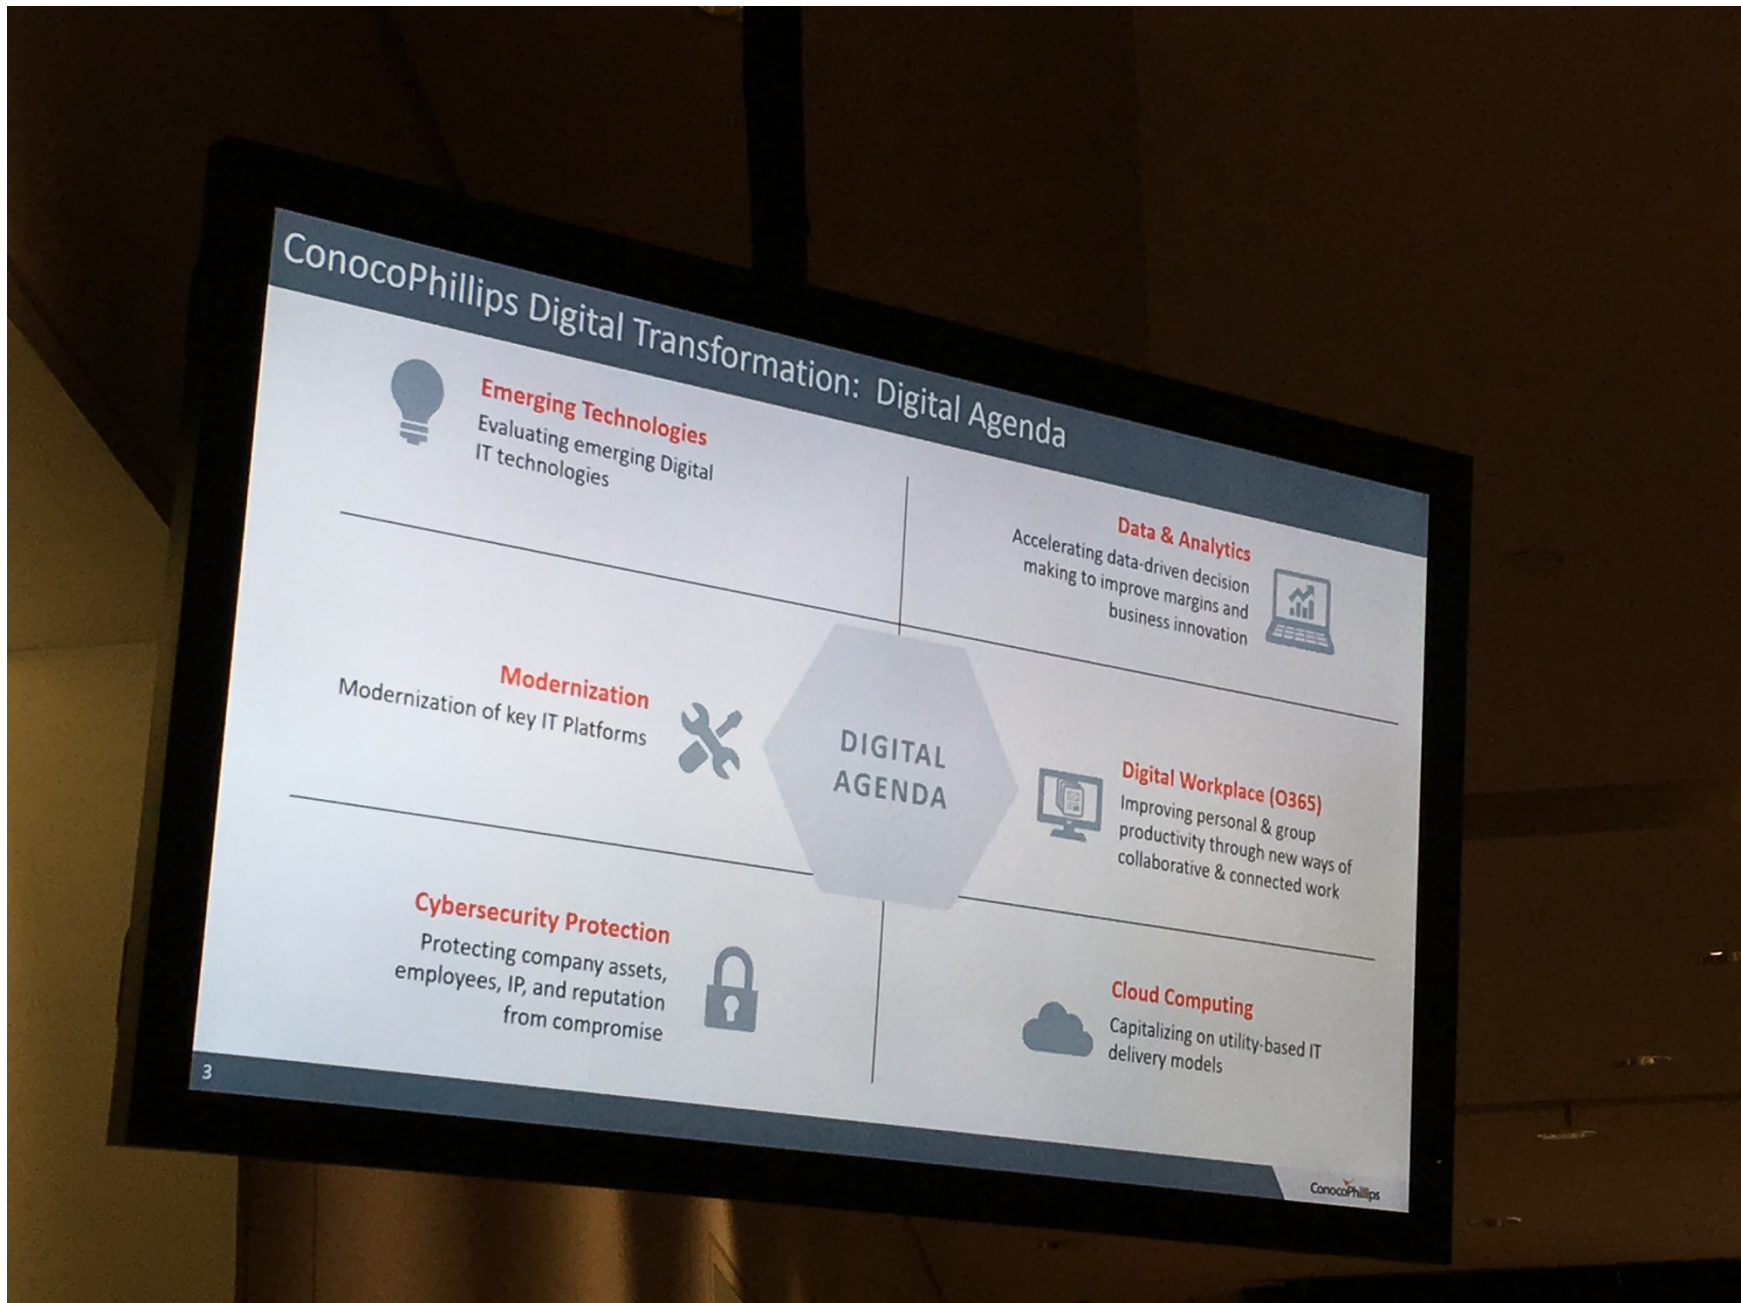 ConocoPhillips Digital Transformation: Digital Agenda
Emerging Technologies
Evaluating emerging Digital
IT technologies
Data & Analytics
Accelerating data-driven decision
making to improve margins and
business innovation
Modernization
Modernization of key IT Platforms
DIGITAL
AGENDA
Digital Workplace (O365)
Improving personal & group
productivity through new ways of
collaborative & connected work
Cybersecurity Protection
Protecting company assets,
employees, IP, and reputation
from compromise
Cloud Computing
Capitalizing on utility-based IT
delivery models
3
ConocoPhillips